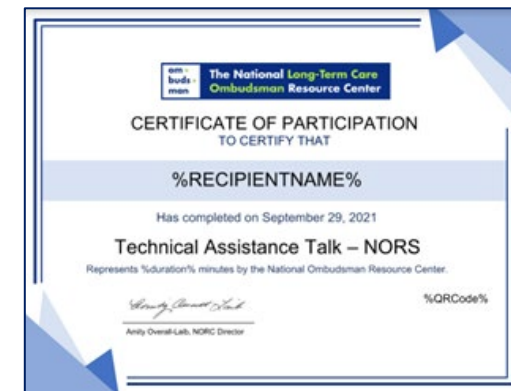 om·
buds·
man
The National Long-Term Care
Ombudsman Resource Center
CERTIFICATE OF PARTICIPATION
TO CERTIFY THAT
%RECIPIENTNAME%
Has completed on September 29, 2021
Technical Assistance Talk – NORS
Represents %duration% minutes by the National Ombudsman Resource Center.
%QRCode%
Amity Overall-Laib, NORC Director